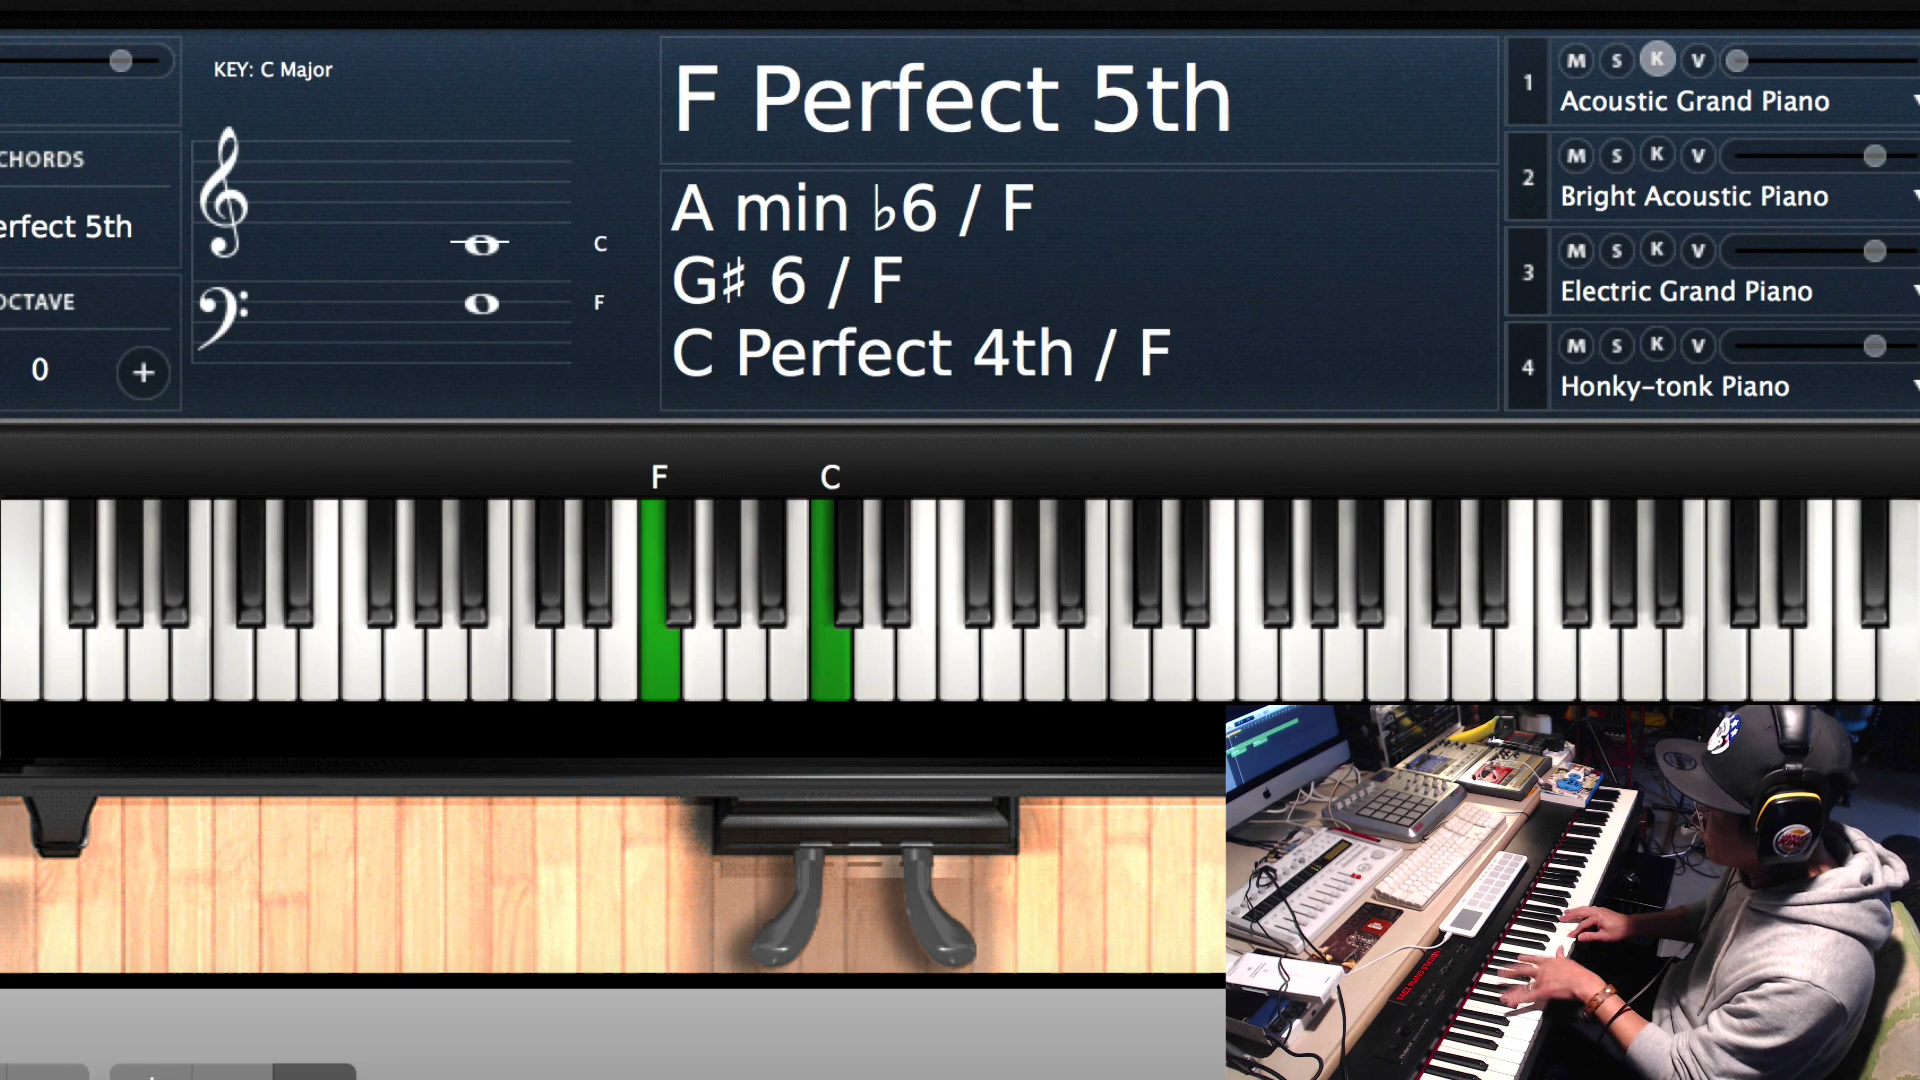 KEY: C Major
CHORDS
erfect 5th
OCTAVE
0
+
C
F
F Perfect 5th
A min ♭6 / F
G♯ 6 / F
C Perfect 4th / F
1
M S K V
Acoustic Grand Piano
2
M S K V
Bright Acoustic Piano
3
M S K V
Electric Grand Piano
4
M S K V
Honky-tonk Piano
F
C